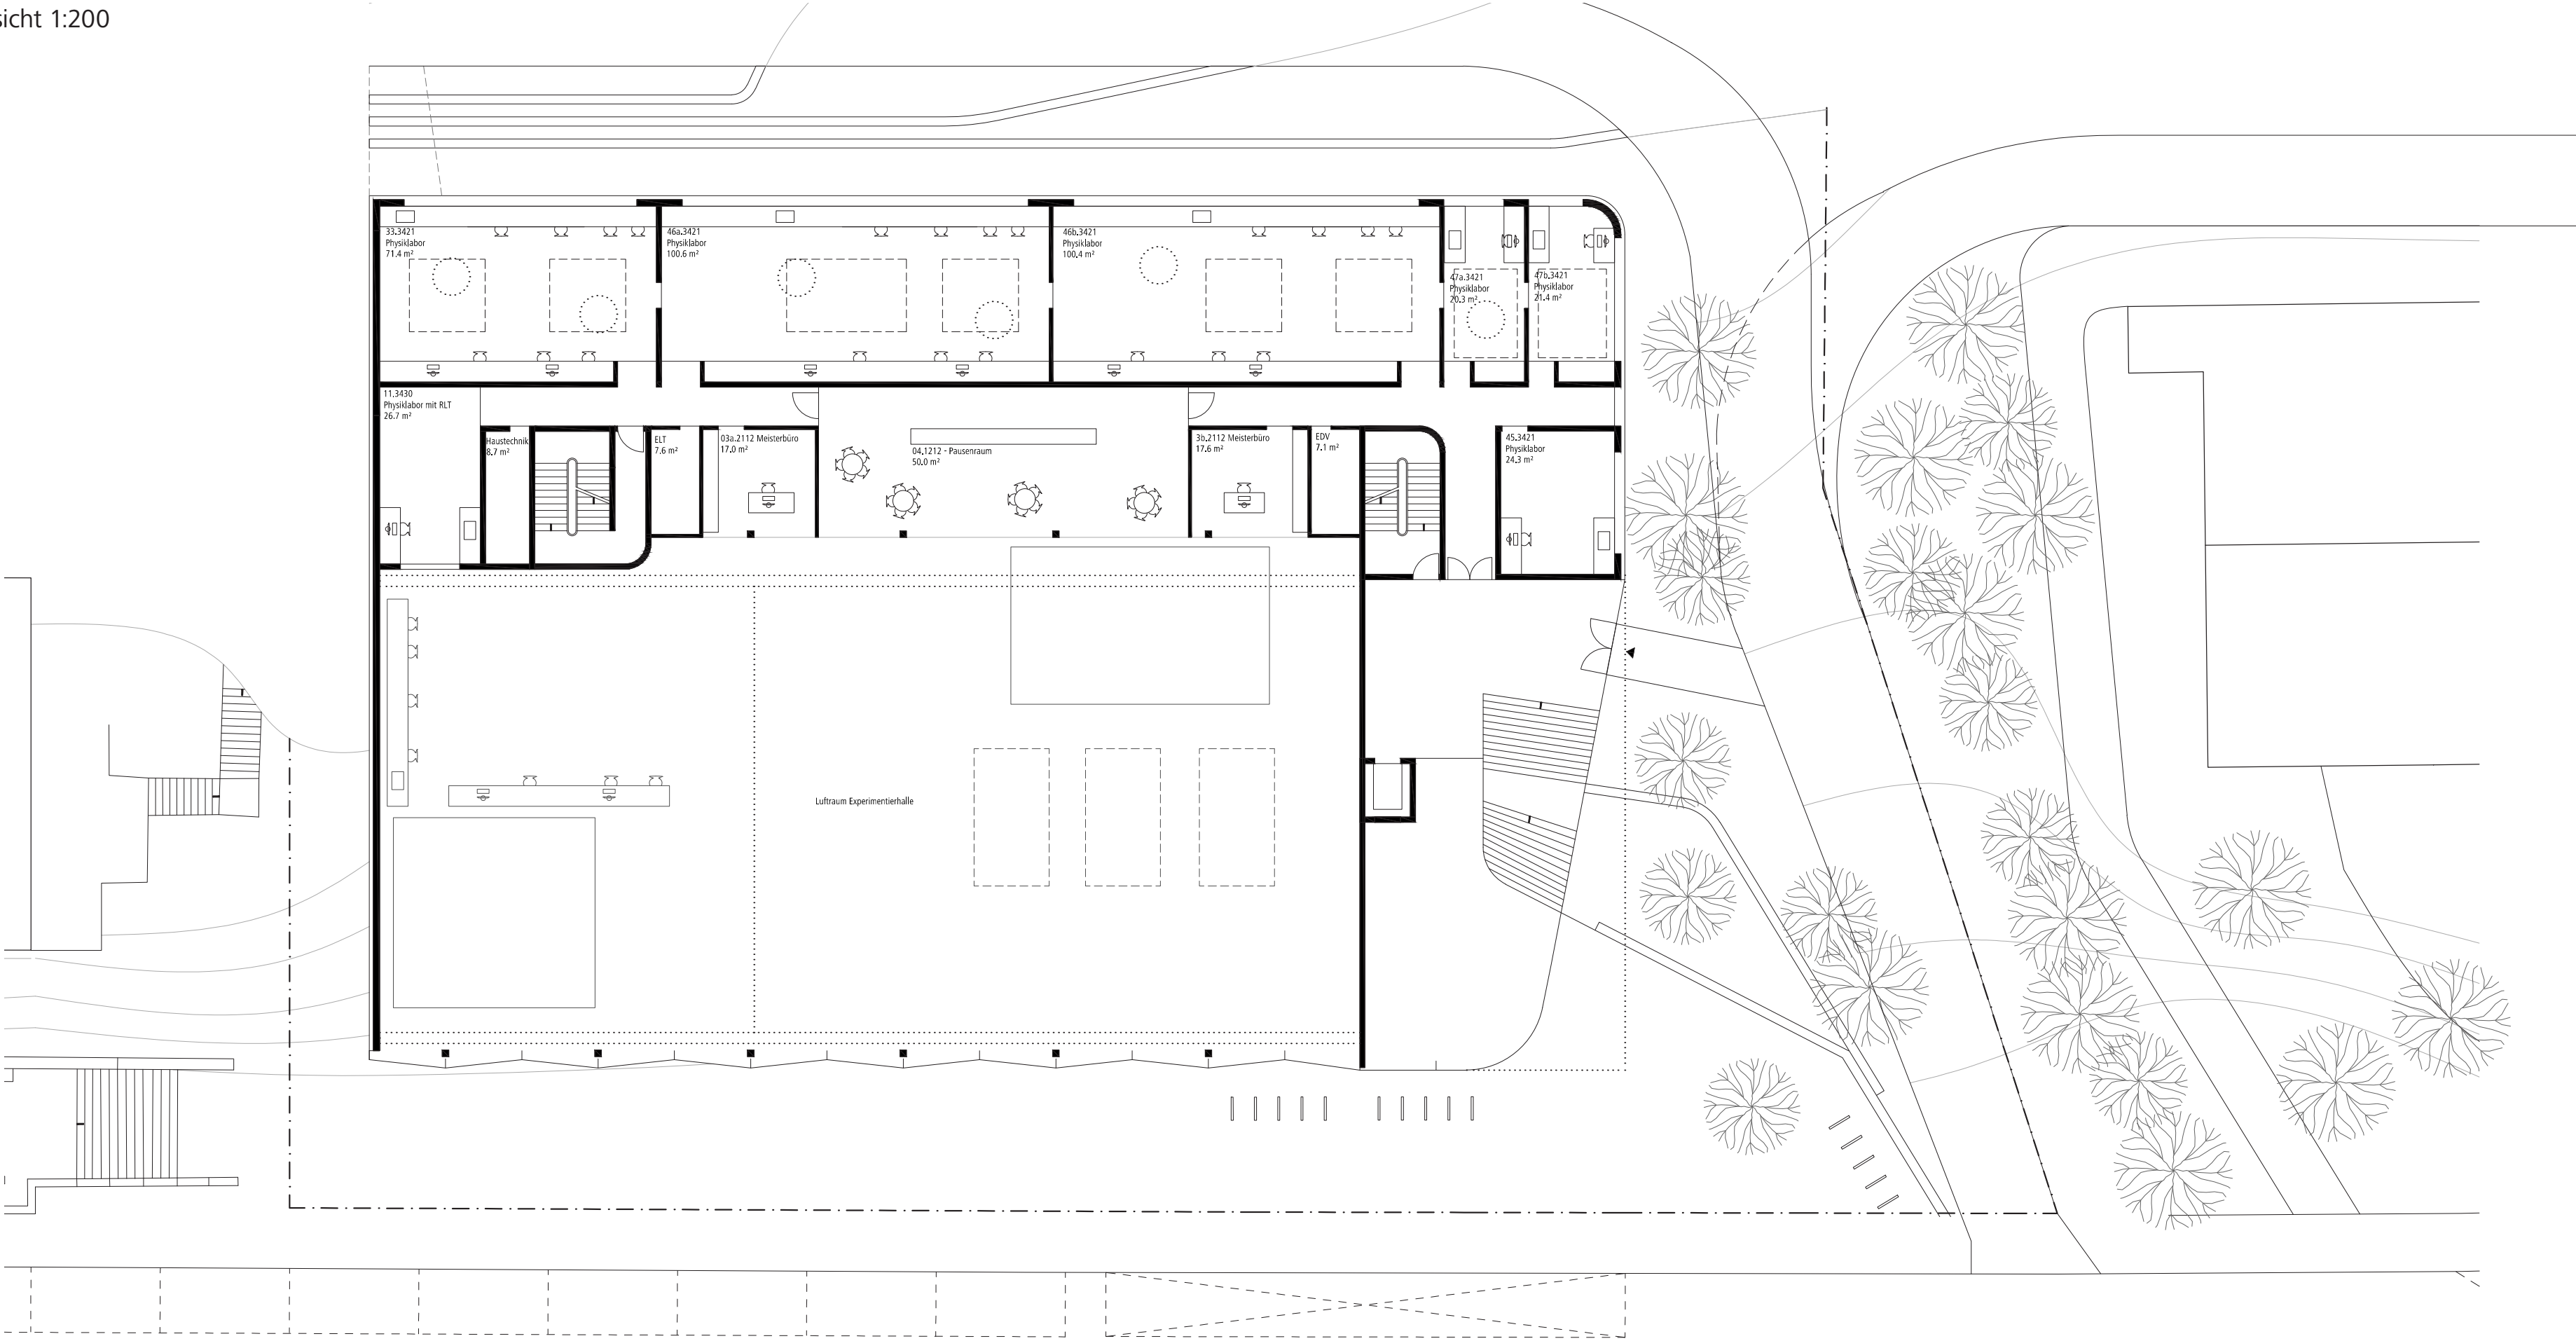 sicht 1:200
33.3421
Physiklabor
71.4 m²
46a.3421
Physiklabor
100.6 m²
46b.3421
Physiklabor
100.4 m²
47a.3421
Physiklabor
20.3 m²
47b.3421
Physiklabor
21.4 m²
11.3430
Physiklabor mit RLT
26.7 m²
Haustechnik
8.7 m²
ELT
7.6 m²
03a.2112 Meisterbüro
17.0 m²
04.1212 - Pausenraum
50.0 m²
3b.2112 Meisterbüro
17.6 m²
EDV
7.1 m²
45.3421
Physiklabor
24.3 m²
Luftraum Experimentierhalle